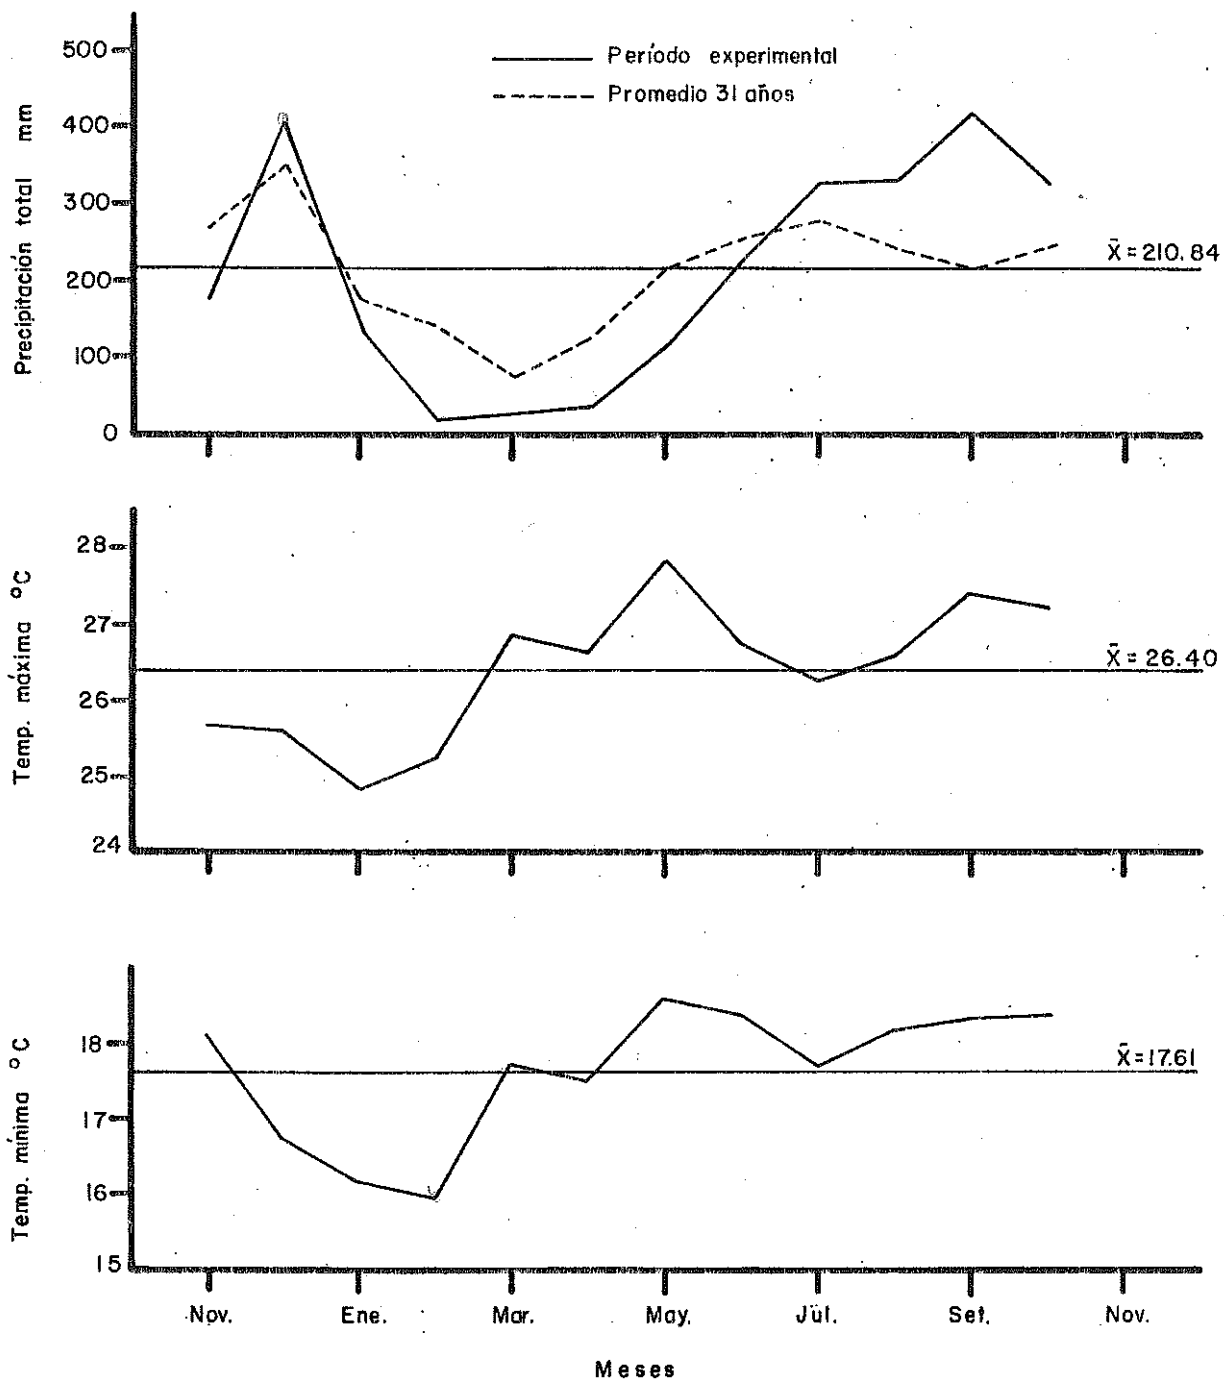 Precipitación total mm
500
400
300
200
100
0
Período experimental
Promedio 31 años
X̄ = 210.84
Temp. máxima °C
28
27
26
25
24
X̄ = 26.40
Temp. mínima °C
18
17
16
15
X̄ = 17.61
Nov. Ene. Mar. May. Jul. Set. Nov.
Meses